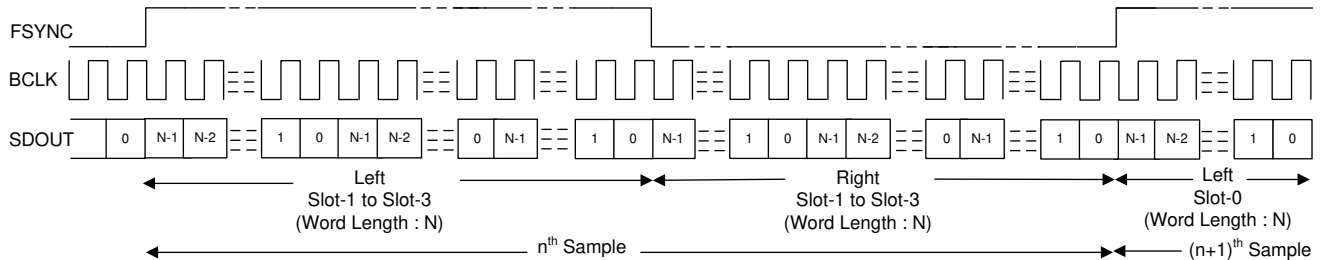 FSYNC
BCLK
SDOUT 0 N-1 N-2 1 0 N-1 N-2 0 N-1 1 0 N-1 1 0 N-1 N-2 0 N-1 1 0 N-1 N-2 1 0
Left Right Left
Slot-1 to Slot-3 Slot-1 to Slot-3 Slot-0
(Word Length : N) (Word Length : N) (Word Length : N)
nth Sample (n+1)th Sample